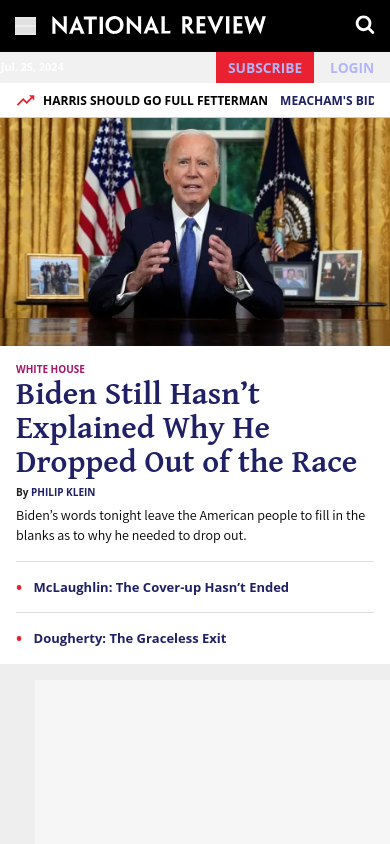 NATIONAL REVIEW
Jul. 25, 2024
SUBSCRIBE
LOGIN
HARRIS SHOULD GO FULL FETTERMAN MEACHAM'S BID
WHITE HOUSE
Biden Still Hasn’t
Explained Why He
Dropped Out of the Race
By PHILIP KLEIN
Biden’s words tonight leave the American people to fill in the
blanks as to why he needed to drop out.
McLaughlin: The Cover-up Hasn’t Ended
Dougherty: The Graceless Exit